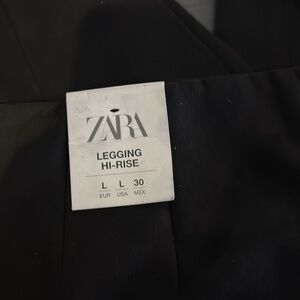 ZARA
LEGGING
HI-RISE
L L 30
EUR USA MEX